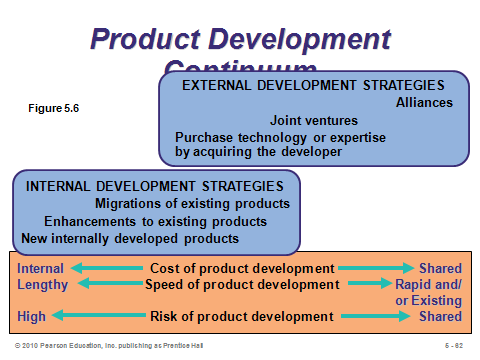 Product Development
Continuum
EXTERNAL DEVELOPMENT STRATEGIES
Alliances
Joint ventures
Purchase technology or expertise
by acquiring the developer
Figure 5.6
INTERNAL DEVELOPMENT STRATEGIES
Migrations of existing products
Enhancements to existing products
New internally developed products
Internal Cost of product development Shared
Lengthy Speed of product development Rapid and/
or Existing
High Risk of product development Shared
© 2010 Pearson Education, Inc. publishing as Prentice Hall 5 - 62